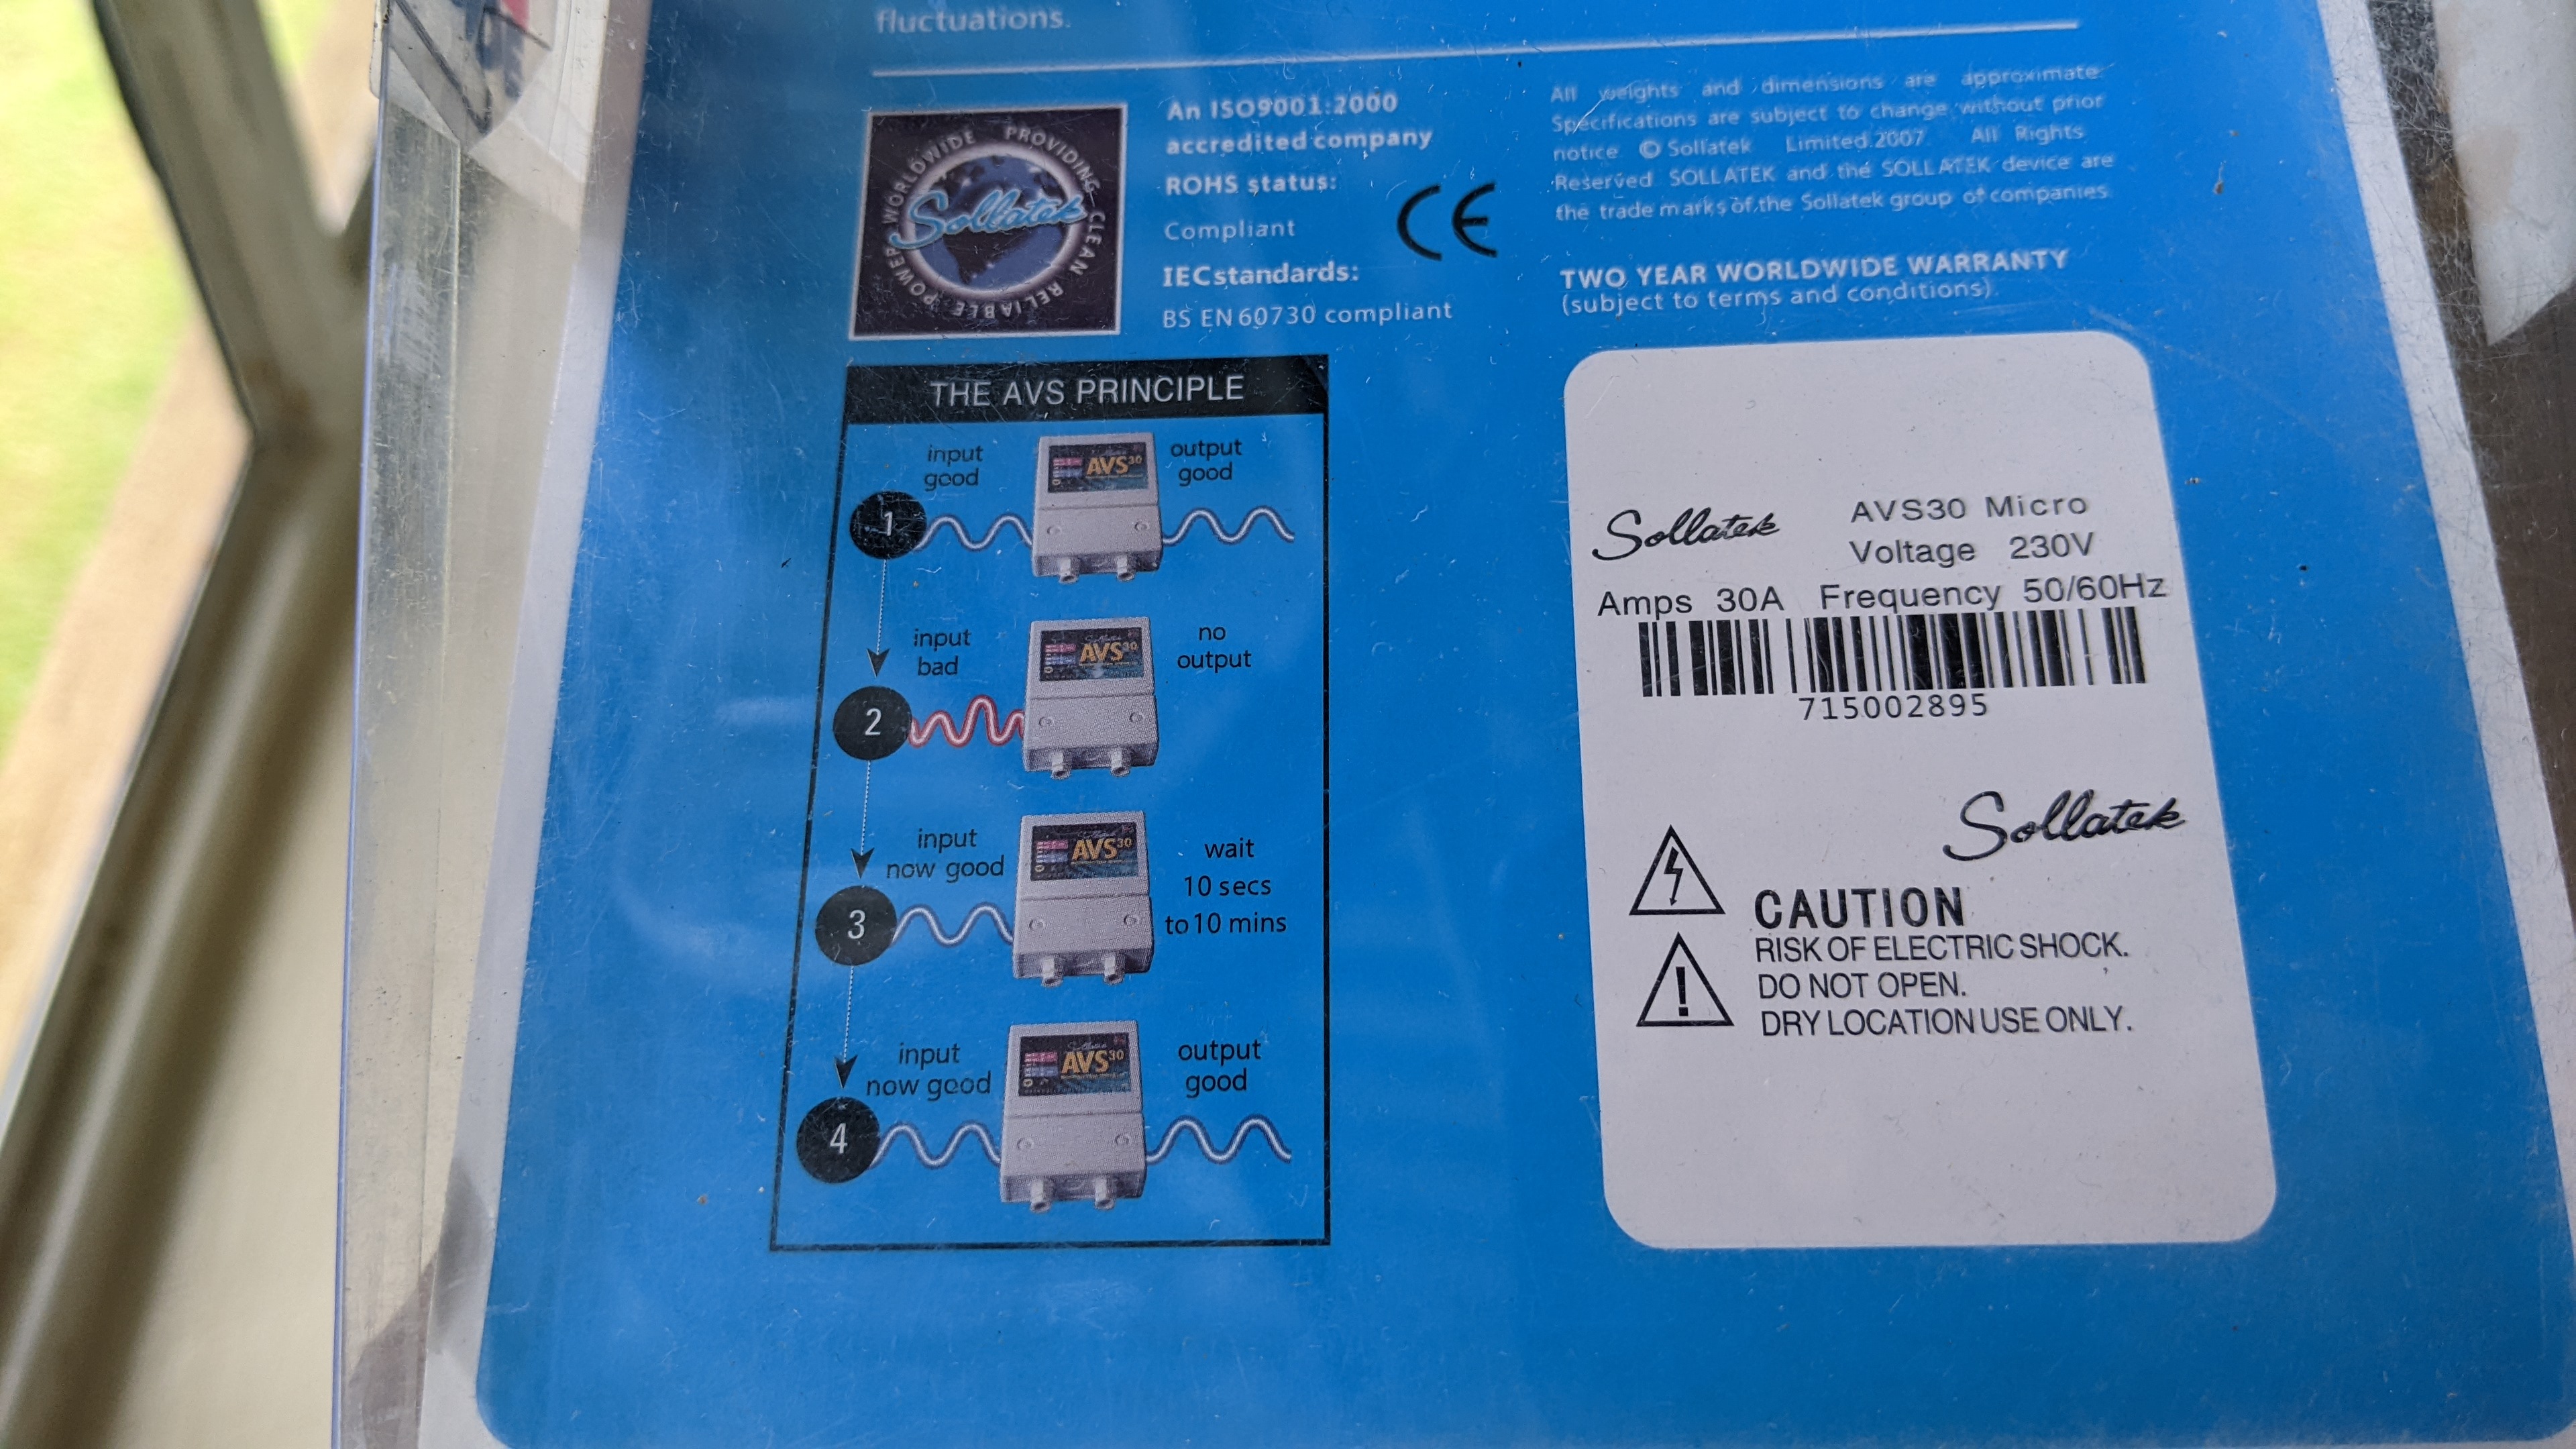 fluctuations.
WORLDWIDE PROVIDING CLEAN RELIABLE POWER
Sollatek
An ISO9001:2000
accredited company
ROHS status:
Compliant
IEC standards:
BS EN 60730 compliant
CE
All weights and dimensions are approximate.
Specifications are subject to change without prior
notice © Sollatek Limited.2007 All Rights
Reserved SOLLATEK and the SOLLATEK device are
the trade marks of the Sollatek group of companies.
TWO YEAR WORLDWIDE WARRANTY
(subject to terms and conditions).
THE AVS PRINCIPLE
input
good
AVS30
output
good
1
input
bad
AVS30
no
output
2
input
now good
AVS30
wait
10 secs
to 10 mins
3
input
now good
AVS30
output
good
4
Sollatek
AVS30 Micro
Voltage 230V
Amps 30A Frequency 50/60Hz
715002895
Sollatek
CAUTION
RISK OF ELECTRIC SHOCK.
DO NOT OPEN.
DRY LOCATION USE ONLY.